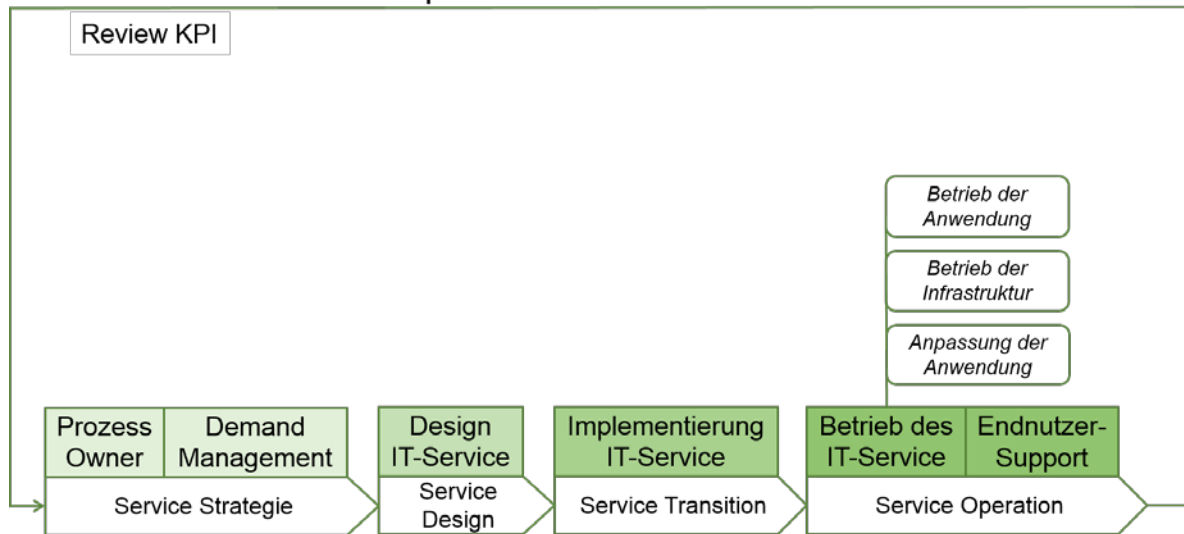 Review KPI
Betrieb der
Anwendung
Betrieb der
Infrastruktur
Anpassung der
Anwendung
Prozess
Owner
Demand
Management
Design
IT-Service
Implementierung
IT-Service
Betrieb des
IT-Service
Endnutzer-
Support
Service Strategie
Service
Design
Service Transition
Service Operation